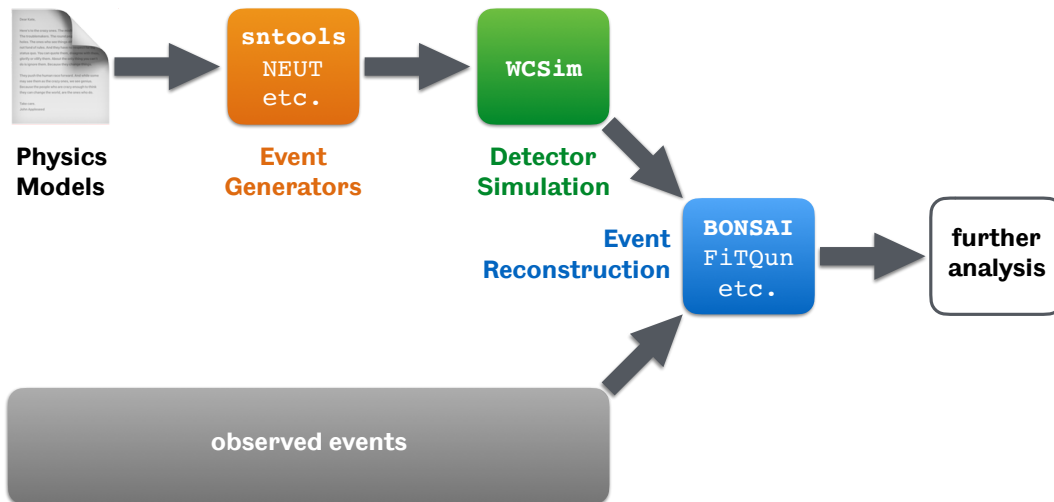 sntools
NEUT
etc.
WCSim
Physics
Models
Event
Generators
Detector
Simulation
Event
Reconstruction
BONSAI
FiTQun
etc.
further
analysis
observed events